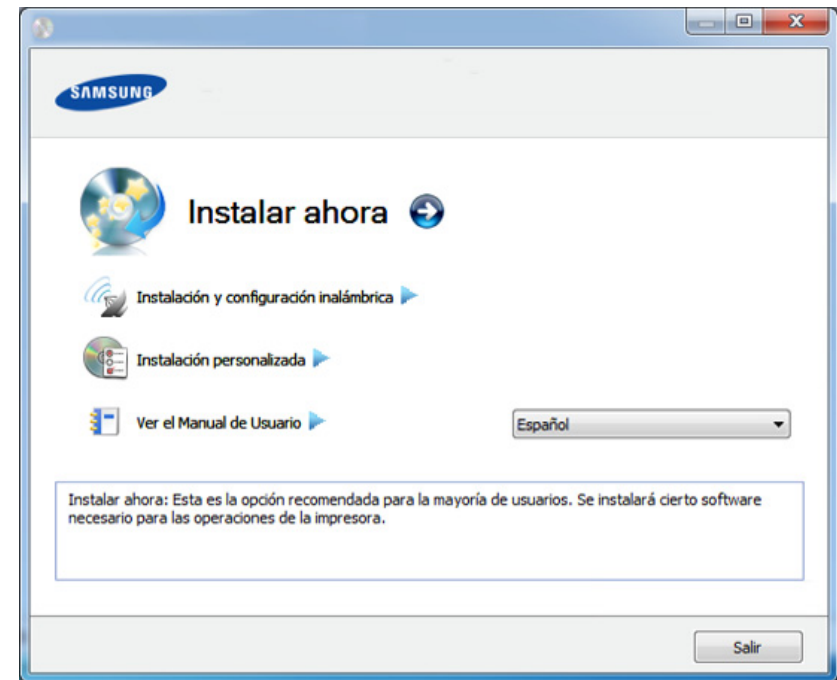 SAMSUNG
Instalar ahora
Instalación y configuración inalámbrica
Instalación personalizada
Ver el Manual de Usuario
Español
Instalar ahora: Esta es la opción recomendada para la mayoría de usuarios. Se instalará cierto software
necesario para las operaciones de la impresora.
Salir